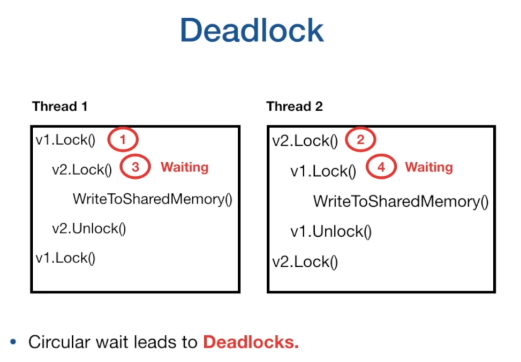 Deadlock
Thread 1
v1.Lock() 1
v2.Lock() 3 Waiting
WriteToSharedMemory()
v2.Unlock()
v1.Lock()
Thread 2
v2.Lock() 2
v1.Lock() 4 Waiting
WriteToSharedMemory()
v1.Unlock()
v2.Lock()
• Circular wait leads to Deadlocks.